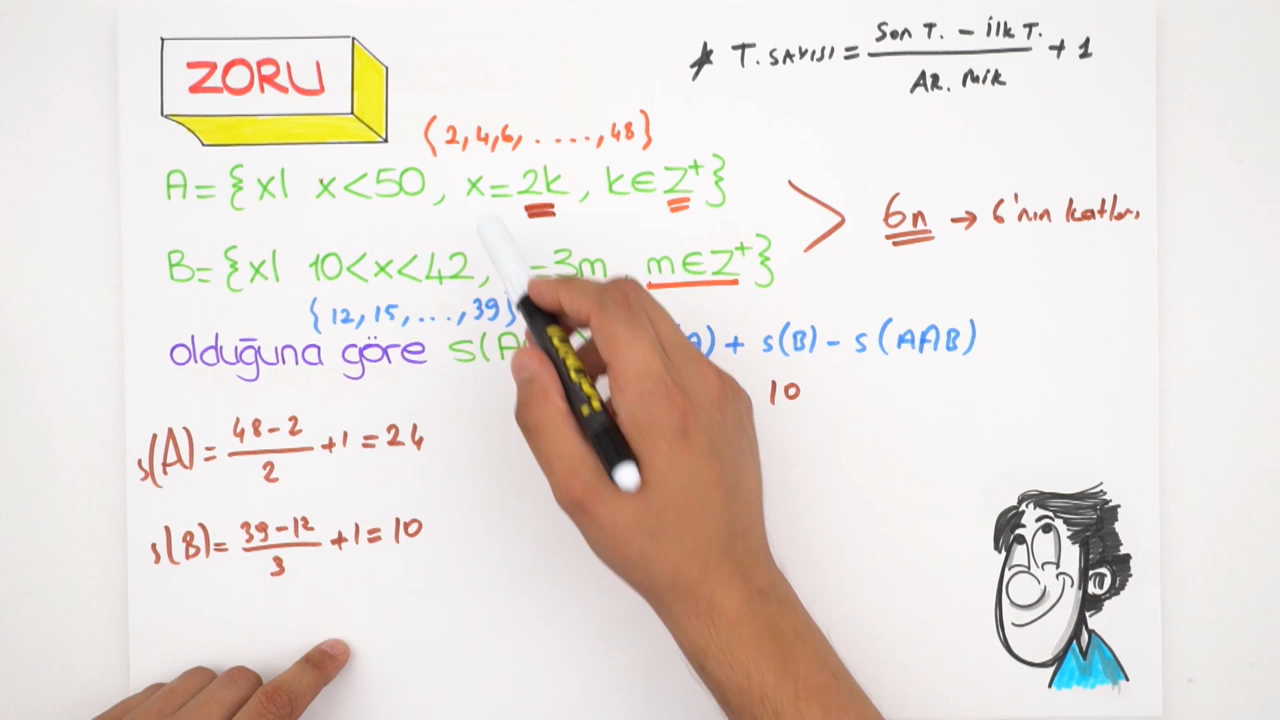 ZORU
* T. SAYISI = (Son T. - İlk T.) / AR. Mik + 1
{2, 4, 6, ....., 48}
A = {x| x < 50, x = 2k, k ∈ Z⁺}
B = {x| 10 < x < 42, = 3m, m ∈ Z⁺}
6n → 6'nın katları
{12, 15, ..., 39}
olduğuna göre s(A A) + s(B) - s(A∩B)
10
s(A) = (48 - 2) / 2 + 1 = 24
s(B) = (39 - 12) / 3 + 1 = 10